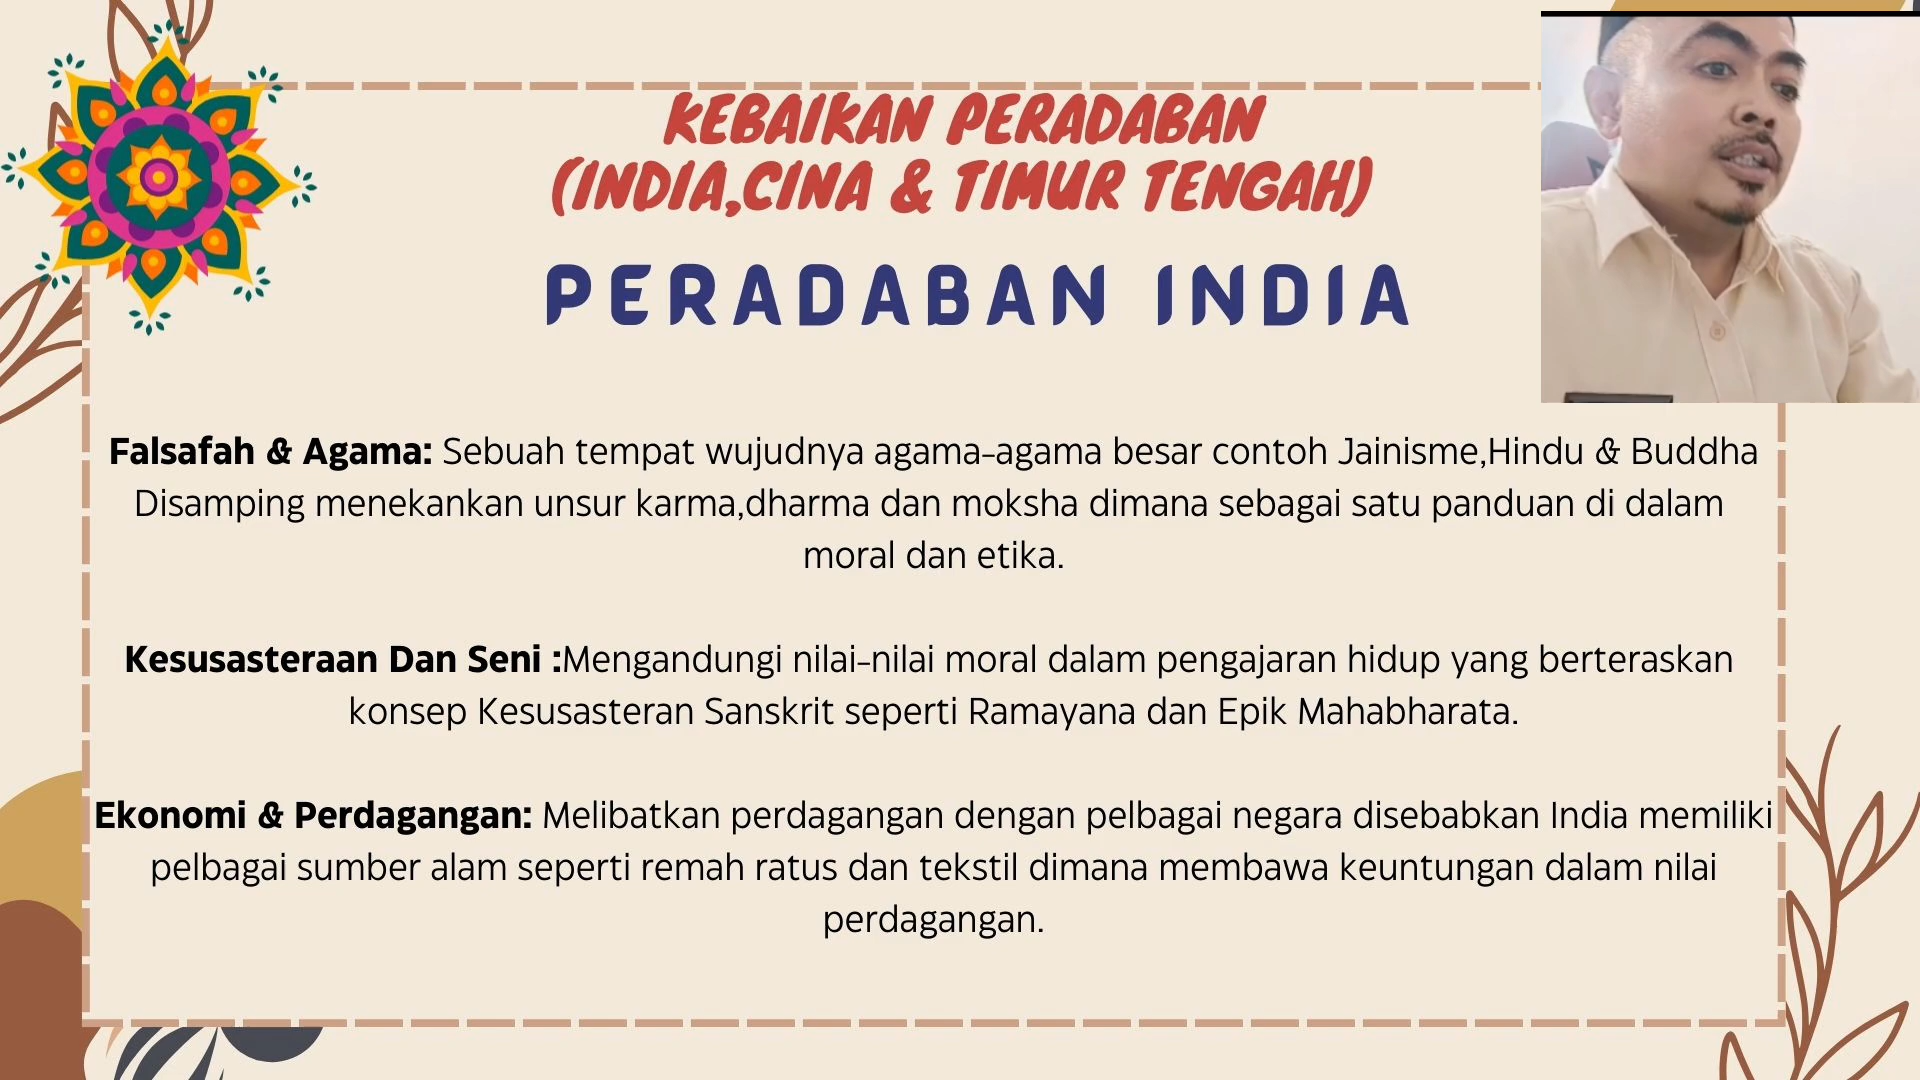 KEBAIKAN PERADABAN
(INDIA,CINA & TIMUR TENGAH)
PERADABAN INDIA
Falsafah & Agama: Sebuah tempat wujudnya agama-agama besar contoh Jainisme,Hindu & Buddha
Disamping menekankan unsur karma,dharma dan moksha dimana sebagai satu panduan di dalam
moral dan etika.
Kesusasteraan Dan Seni :Mengandungi nilai-nilai moral dalam pengajaran hidup yang berteraskan
konsep Kesusasteran Sanskrit seperti Ramayana dan Epik Mahabharata.
Ekonomi & Perdagangan: Melibatkan perdagangan dengan pelbagai negara disebabkan India memiliki
pelbagai sumber alam seperti remah ratus dan tekstil dimana membawa keuntungan dalam nilai
perdagangan.